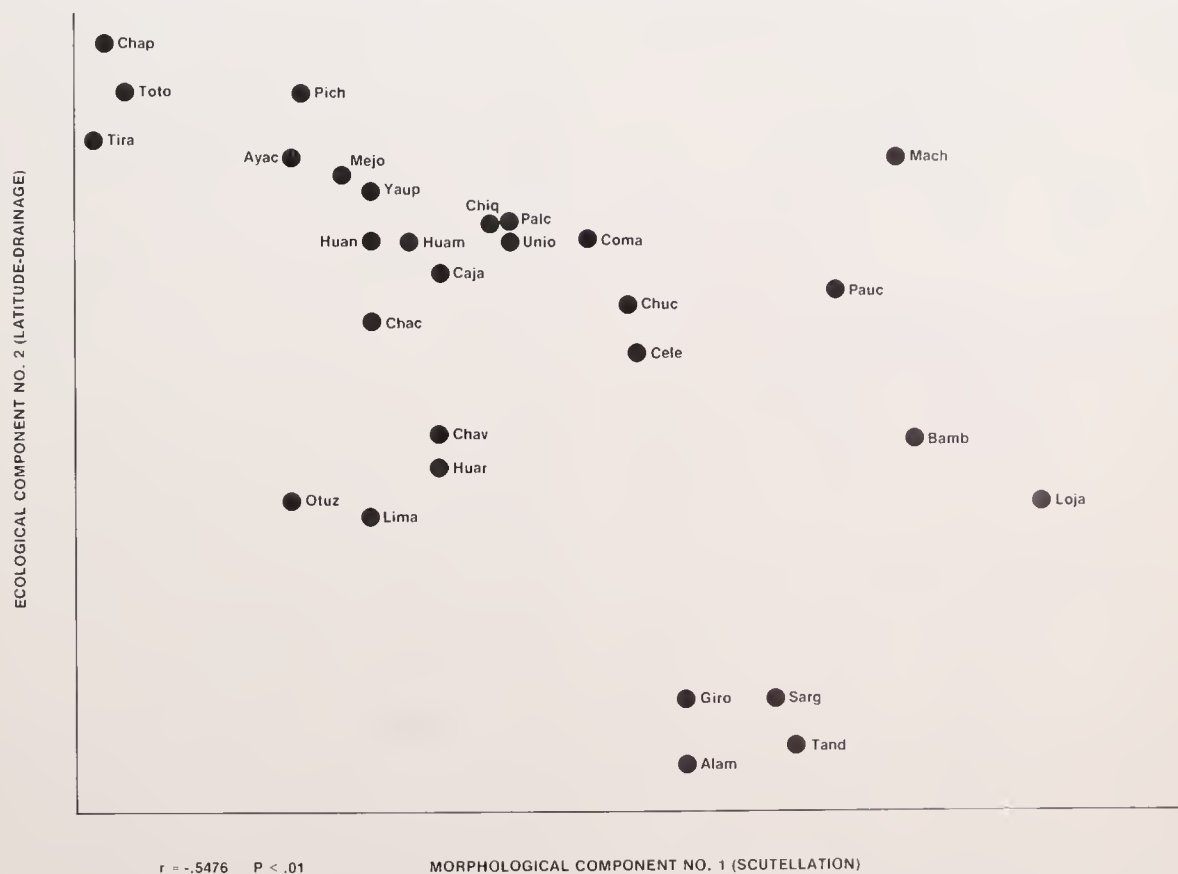 Chap
Toto
Pich
Tira
Ayac
Mejo
Mach
Yaup
Chiq
Palc
Huan
Huam
Unio
Coma
Caja
Pauc
Chuc
Chac
Cele
Chav
Bamb
Huar
Otuz
Loja
Lima
Giro
Sarg
Tand
Alam
ECOLOGICAL COMPONENT NO. 2 (LATITUDE-DRAINAGE)
r = -.5476 P < .01 MORPHOLOGICAL COMPONENT NO. 1 (SCUTELLATION)